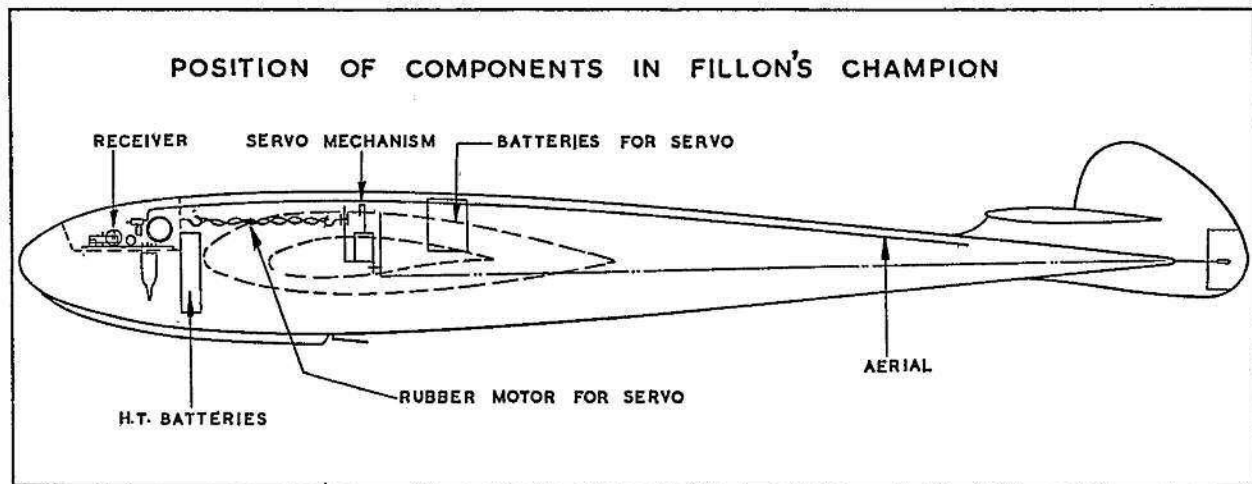 POSITION OF COMPONENTS IN FILLON'S CHAMPION
RECEIVER
SERVO MECHANISM
BATTERIES FOR SERVO
AERIAL
RUBBER MOTOR FOR SERVO
H.T. BATTERIES